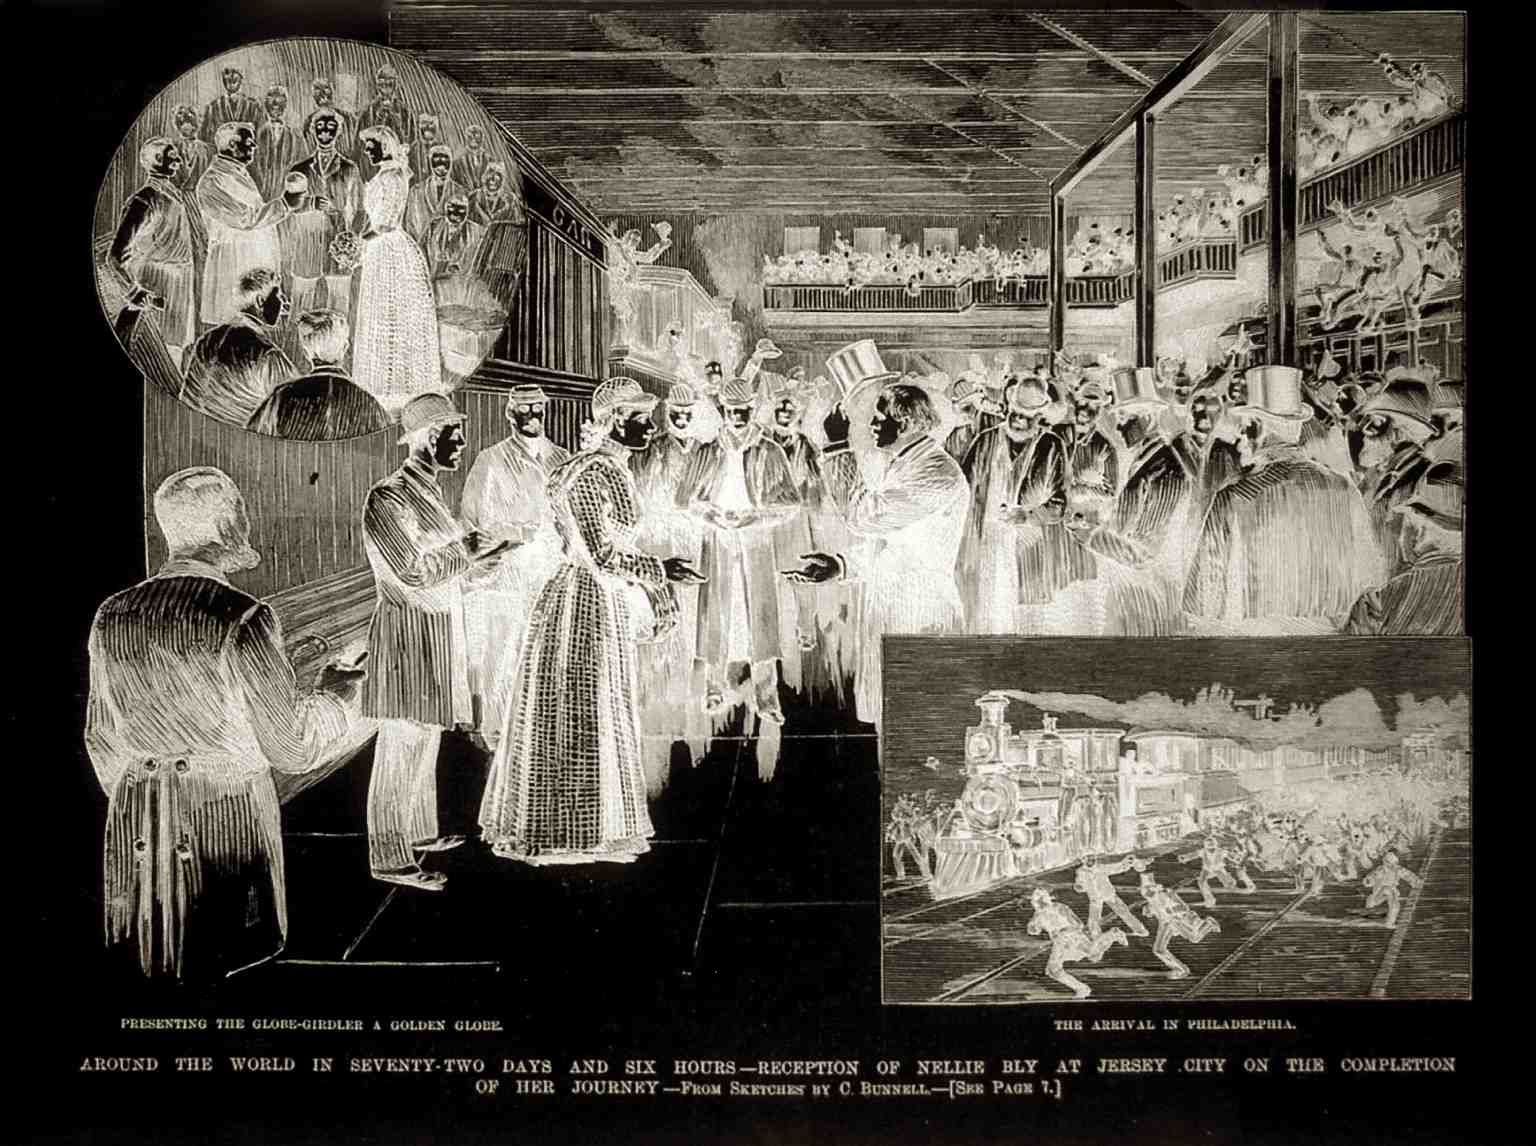 CAR
PRESENTING THE GLOBE-GIRDLER A GOLDEN GLOBE.
THE ARRIVAL IN PHILADELPHIA.
AROUND THE WORLD IN SEVENTY-TWO DAYS AND SIX HOURS—RECEPTION OF NELLIE BLY AT JERSEY CITY ON THE COMPLETION
OF HER JOURNEY—From Sketches by C. Bunnell.—[See Page 7.]